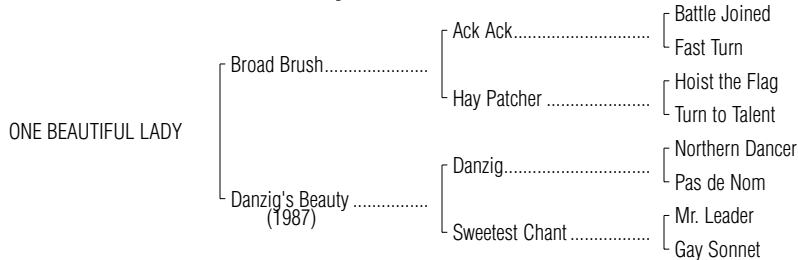 Battle Joined
Ack Ack..............................
Fast Turn
Broad Brush......................
Hoist the Flag
Hay Patcher .......................
Turn to Talent
ONE BEAUTIFUL LADY
Northern Dancer
Danzig................................
Pas de Nom
Danzig's Beauty ................
(1987)
Mr. Leader
Sweetest Chant..................
Gay Sonnet